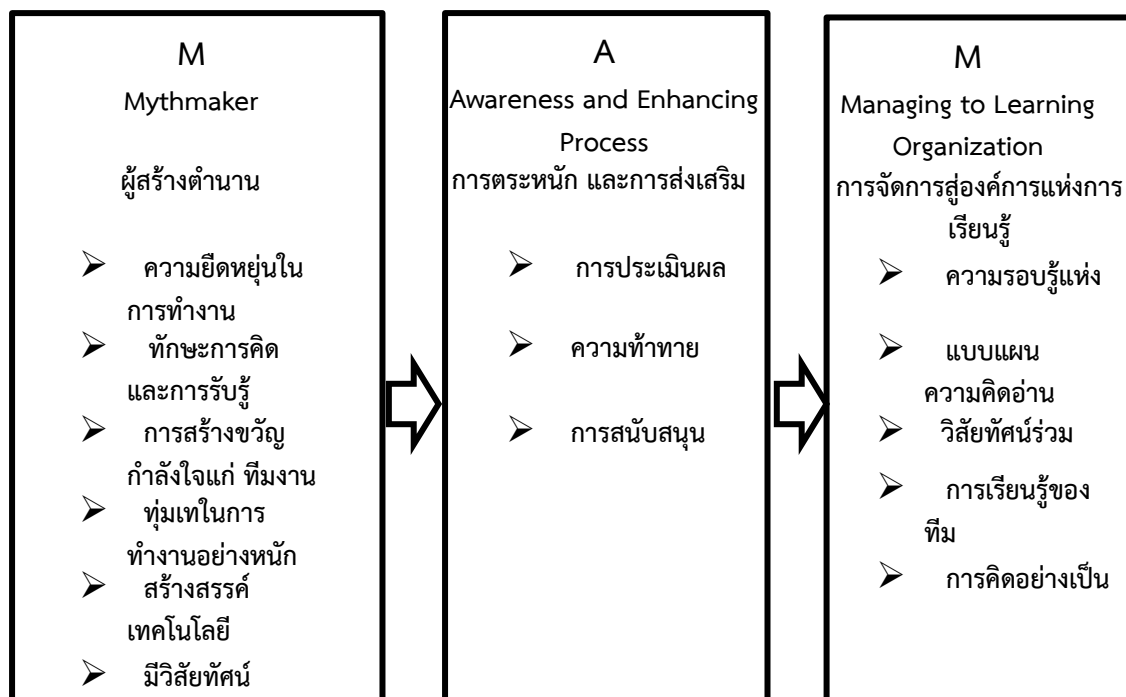 M
Mythmaker
ผู้สร้างตำนาน
➢ ความยืดหยุ่นใน
การทำงาน
➢ ทักษะการคิด
และการรับรู้
➢ การสร้างขวัญ
กำลังใจแก่ ทีมงาน
➢ ทุ่มเทในการ
ทำงานอย่างหนัก
➢ สร้างสรรค์
เทคโนโลยี
➢ มีวิสัยทัศน์
A
Awareness and Enhancing
Process
การตระหนัก และการส่งเสริม
➢ การประเมินผล
➢ ความท้าทาย
➢ การสนับสนุน
M
Managing to Learning
Organization
การจัดการสู่องค์การแห่งการ
เรียนรู้
➢ ความรอบรู้แห่ง
➢ แบบแผน
ความคิดอ่าน
➢ วิสัยทัศน์ร่วม
➢ การเรียนรู้ของ
ทีม
➢ การคิดอย่างเป็น